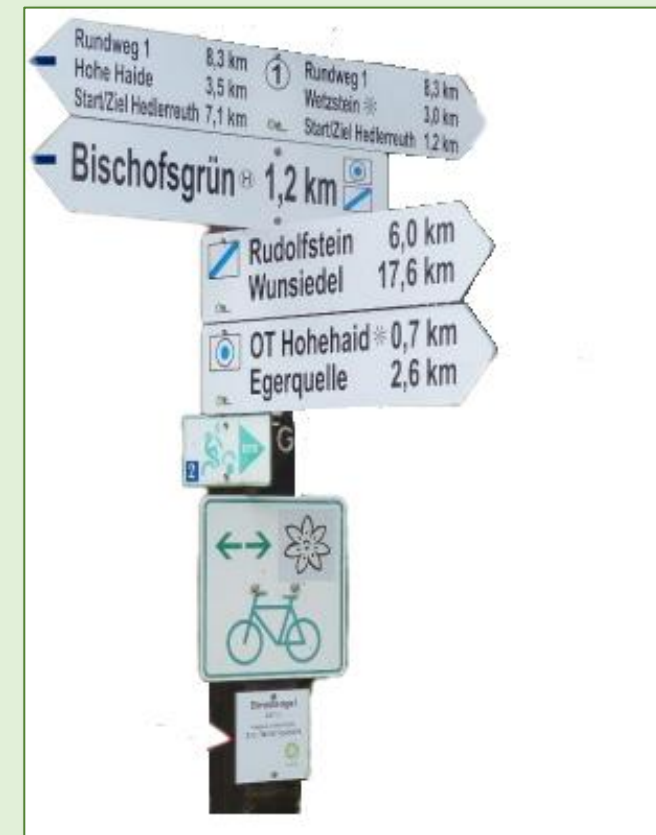 Rundweg 1 8,3 km
Hohe Haide 3,5 km
Start/Ziel Hedlerreuth 7,1 km
1
Rundweg 1 8,3 km
Wetzstein 3,0 km
Start/Ziel Hedlerreuth 1,2 km
Bischofsgrün H 1,2 km
Rudolfstein 6,0 km
Wunsiedel 17,6 km
OT Hohehaid 0,7 km
Egerquelle 2,6 km
G
2